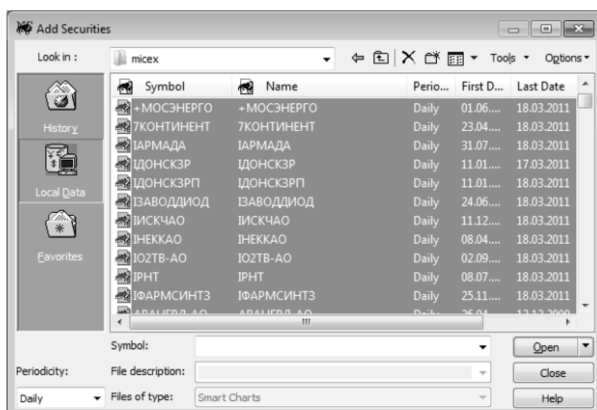 Add Securities
Look in :
micex
Tools
Options
Symbol Name Perio... First D... Last Date
+МОСЭНЕРГО +МОСЭНЕРГО Daily 01.06.... 18.03.2011
7КОНТИНЕНТ 7КОНТИНЕНТ Daily 23.04.... 18.03.2011
IАРМАДА IАРМАДА Daily 31.07.... 18.03.2011
IДОНСКЗР IДОНСКЗР Daily 11.01.... 17.03.2011
IДОНСКЗРП IДОНСКЗРП Daily 11.01.... 18.03.2011
IЗАВОДДИОД IЗАВОДДИОД Daily 24.06.... 18.03.2011
IИСКЧАО IИСКЧАО Daily 11.12.... 18.03.2011
IНЕККАО IНЕККАО Daily 08.04.... 18.03.2011
IО2ТВ-АО IО2ТВ-АО Daily 02.09.... 18.03.2011
IРНТ IРНТ Daily 08.07.... 18.03.2011
IФАРМСИНТЗ IФАРМСИНТЗ Daily 25.11.... 18.03.2011
History
Local Data
Favorites
Symbol:
Open
Periodicity:
File description:
Close
Daily
Files of type:
Smart Charts
Help